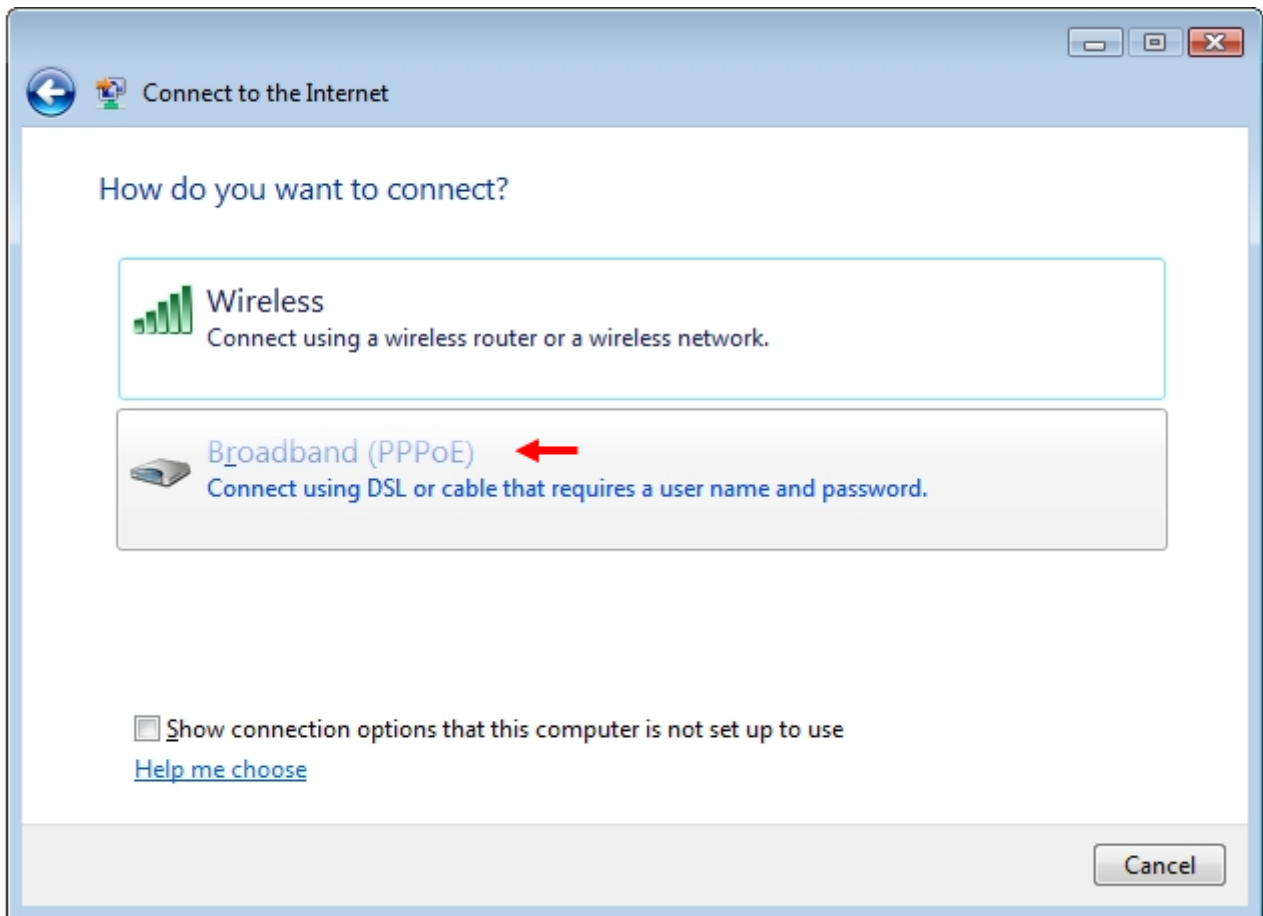 Connect to the Internet
How do you want to connect?
Wireless
Connect using a wireless router or a wireless network.
Broadband (PPPoE)
Connect using DSL or cable that requires a user name and password.
Show connection options that this computer is not set up to use
Help me choose
Cancel